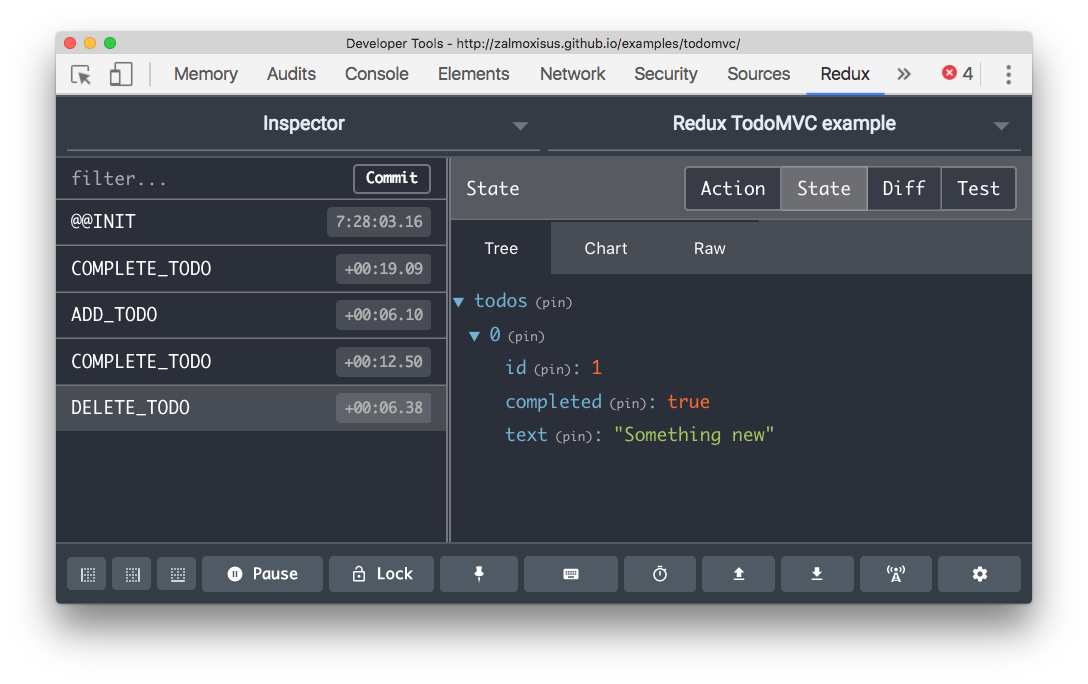 Developer Tools - http://zalmoxisus.github.io/examples/todomvc/
Memory Audits Console Elements Network Security Sources Redux » 4
Inspector Redux TodoMVC example
filter... Commit
State Action State Diff Test
@@INIT 7:28:03.16
Tree Chart Raw
COMPLETE_TODO +00:19.09
ADD_TODO +00:06.10
COMPLETE_TODO +00:12.50
DELETE_TODO +00:06.38
todos (pin)
0 (pin)
id (pin): 1
completed (pin): true
text (pin): "Something new"
Pause Lock